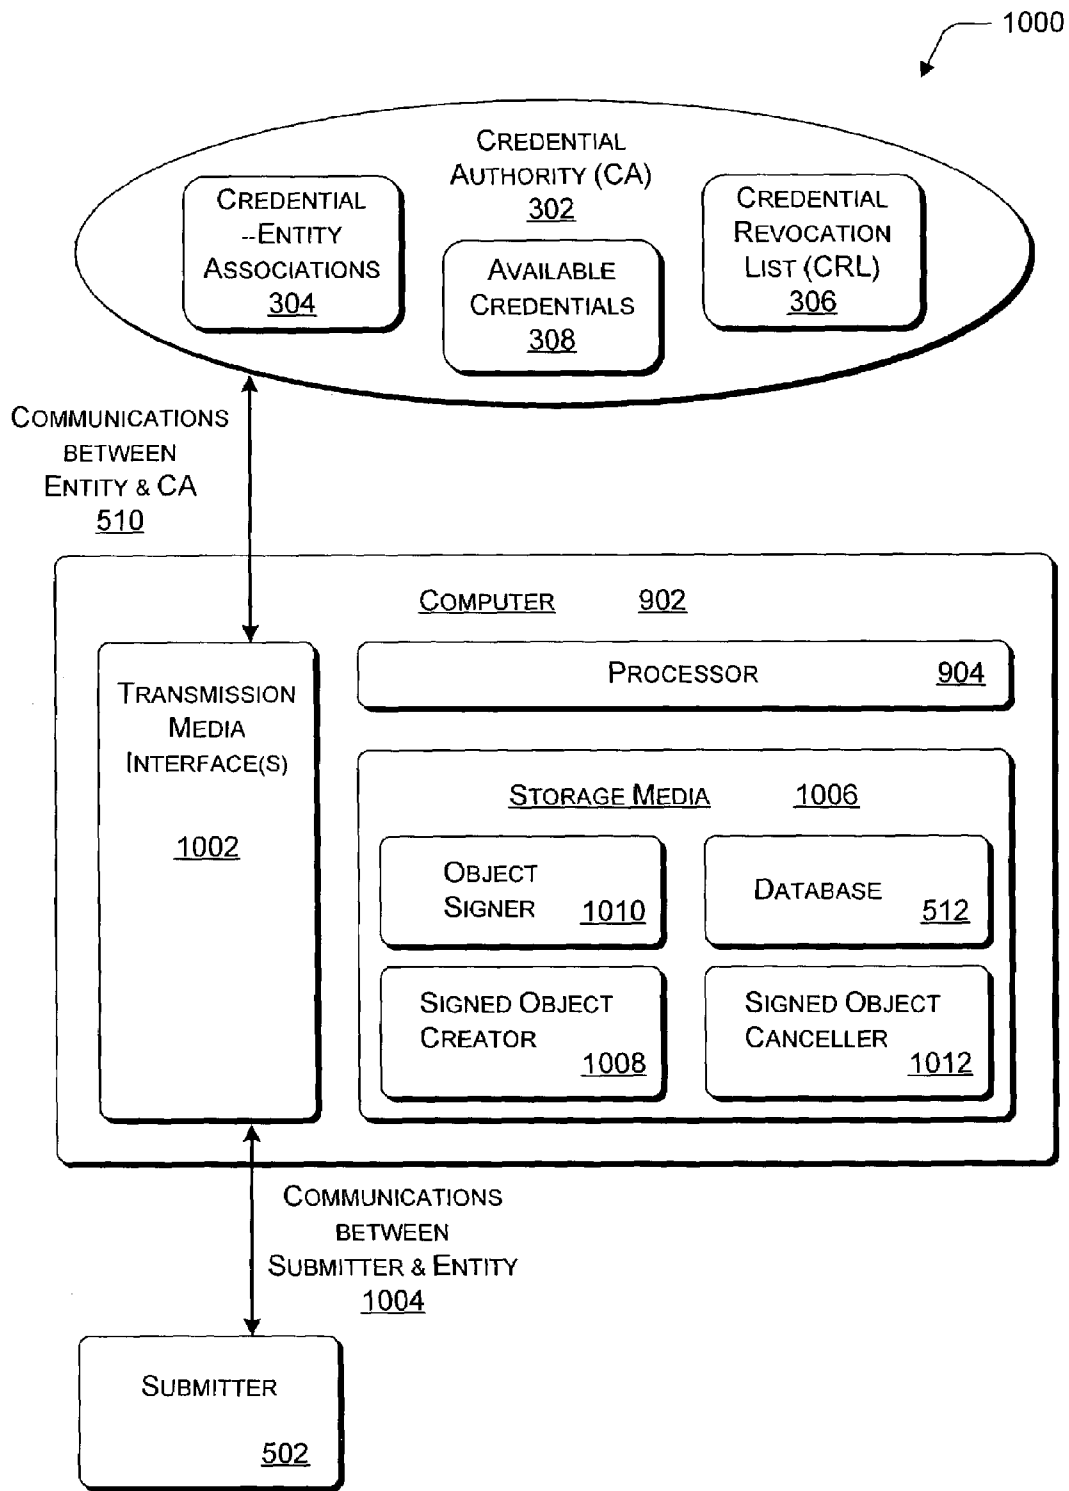 1000
CREDENTIAL
AUTHORITY (CA)
302
CREDENTIAL
--ENTITY
ASSOCIATIONS
304
AVAILABLE
CREDENTIALS
308
CREDENTIAL
REVOCATION
LIST (CRL)
306
COMMUNICATIONS
BETWEEN
ENTITY & CA
510
COMPUTER 902
TRANSMISSION
MEDIA
INTERFACE(S)
1002
PROCESSOR 904
STORAGE MEDIA 1006
OBJECT
SIGNER 1010
DATABASE 512
SIGNED OBJECT
CREATOR 1008
SIGNED OBJECT
CANCELLER 1012
COMMUNICATIONS
BETWEEN
SUBMITTER & ENTITY
1004
SUBMITTER
502